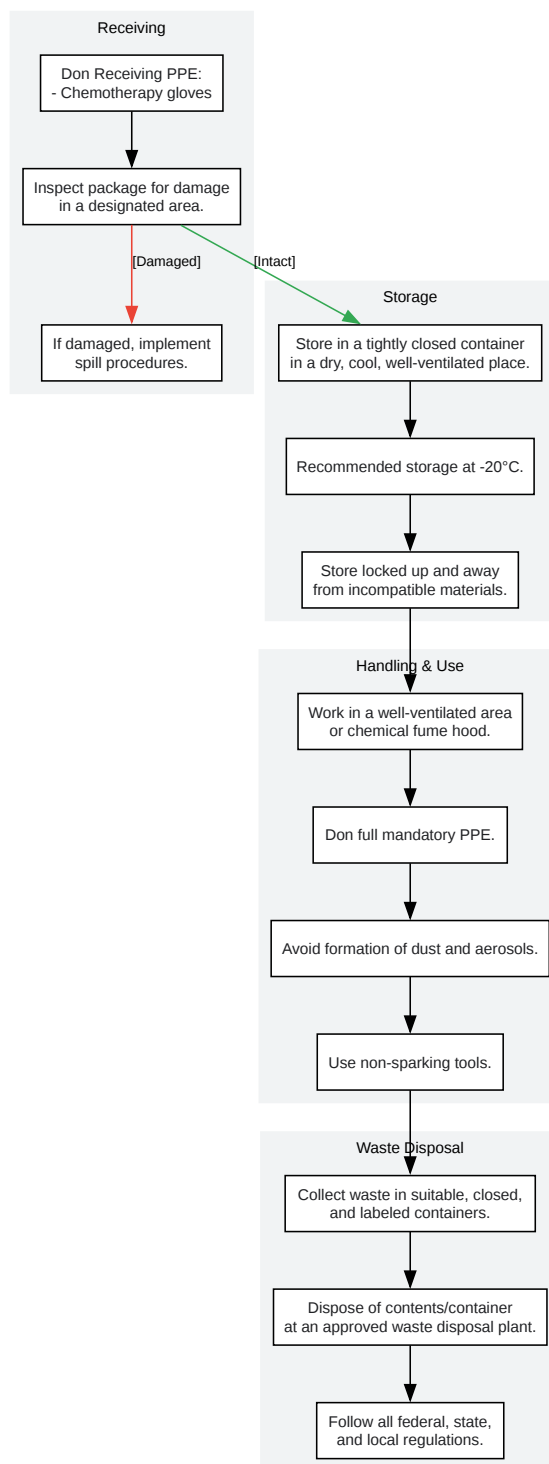 Receiving
Don Receiving PPE:
- Chemotherapy gloves
Inspect package for damage
in a designated area.
[Damaged]
[Intact]
If damaged, implement
spill procedures.
Storage
Store in a tightly closed container
in a dry, cool, well-ventilated place.
Recommended storage at -20°C.
Store locked up and away
from incompatible materials.
Handling & Use
Work in a well-ventilated area
or chemical fume hood.
Don full mandatory PPE.
Avoid formation of dust and aerosols.
Use non-sparking tools.
Waste Disposal
Collect waste in suitable, closed,
and labeled containers.
Dispose of contents/container
at an approved waste disposal plant.
Follow all federal, state,
and local regulations.